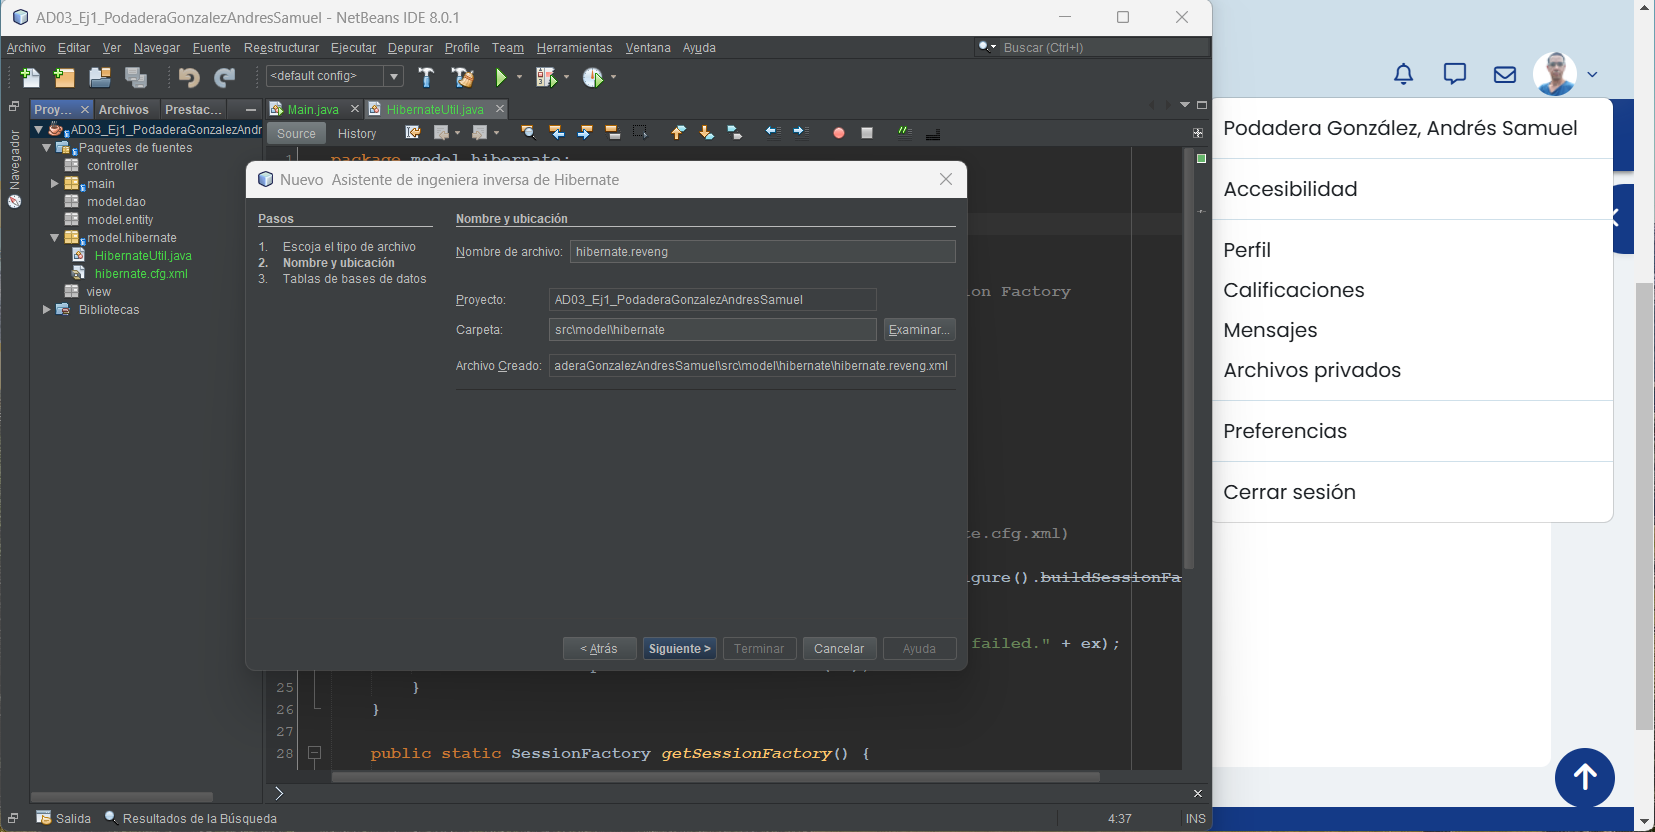 AD03_Ej1_PodaderaGonzalezAndresSamuel - NetBeans IDE 8.0.1
Archivo Editar Ver Navegar Fuente Reestructurar Ejecutar Depurar Profile Team Herramientas Ventana Ayuda
Buscar (Ctrl+I)
<default config>
Proy... Archivos Prestac...
Main.java HibernateUtil.java
Navegador
AD03_Ej1_PodaderaGonzalezAndr
Paquetes de fuentes
controller
main
model.dao
model.entity
model.hibernate
HibernateUtil.java
hibernate.cfg.xml
view
Bibliotecas
Source History
1 package model.hibernate;
Nuevo Asistente de ingeniera inversa de Hibernate
Pasos
1. Escoja el tipo de archivo
2. Nombre y ubicación
3. Tablas de bases de datos
Nombre y ubicación
Nombre de archivo: hibernate.reveng
Proyecto: AD03_Ej1_PodaderaGonzalezAndresSamuel
Carpeta: src\model\hibernate Examinar...
Archivo Creado: aderaGonzalezAndresSamuel\src\model\hibernate\hibernate.reveng.xml
< Atrás Siguiente > Terminar Cancelar Ayuda
ion Factory
te.cfg.xml)
igure().buildSessionFa
failed." + ex);
25 }
26 }
27
28 public static SessionFactory getSessionFactory() {
Salida Resultados de la Búsqueda
4:37 INS
Podadera González, Andrés Samuel
Accesibilidad
Perfil
Calificaciones
Mensajes
Archivos privados
Preferencias
Cerrar sesión